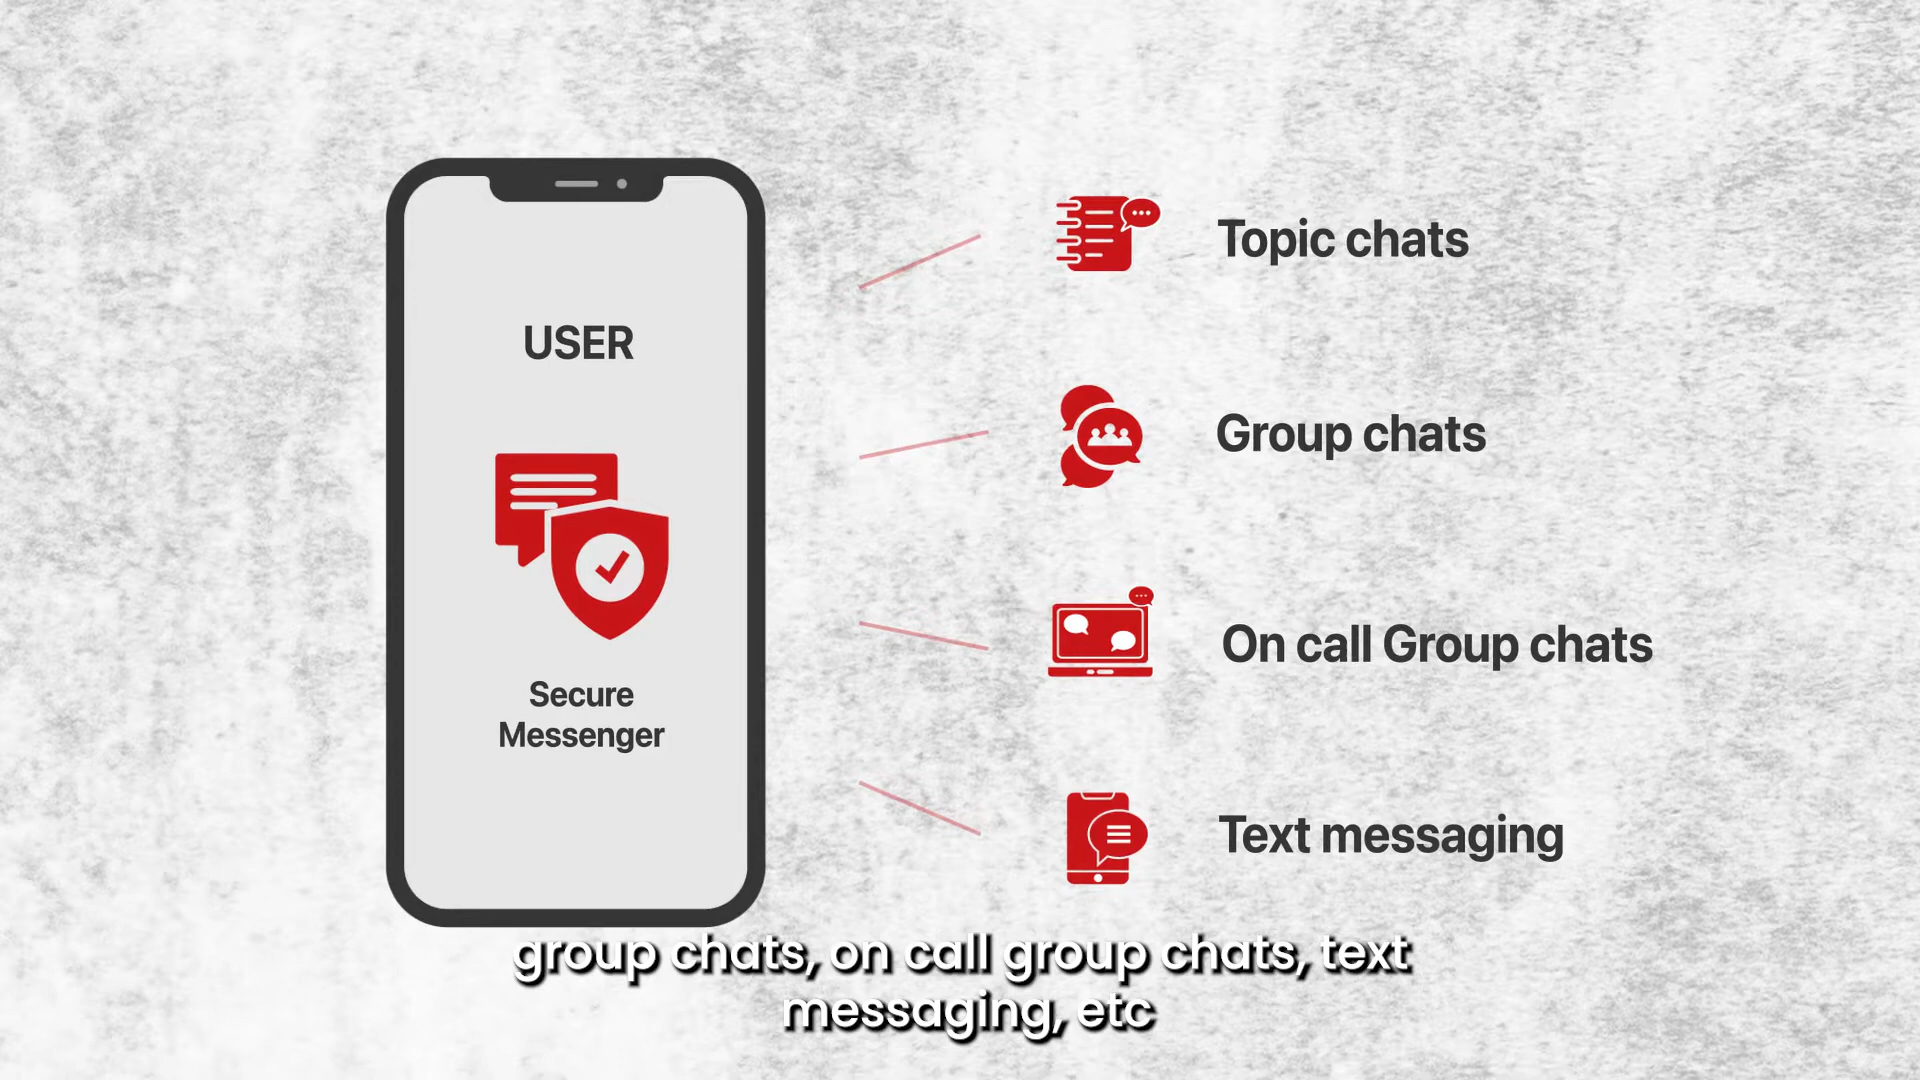 USER
Secure
Messenger
Topic chats
Group chats
On call Group chats
Text messaging
group chats, on call group chats, text
messaging, etc